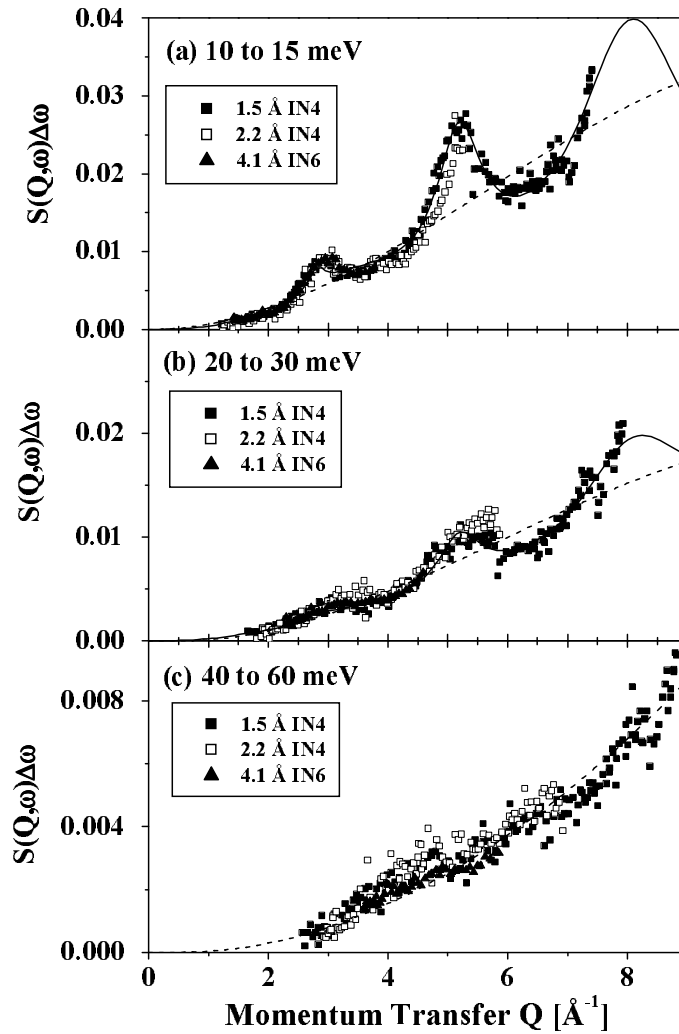 0.04
(a) 10 to 15 meV
0.03
1.5 Å IN4
2.2 Å IN4
4.1 Å IN6
0.02
0.01
0.00
S(Q,ω)Δω
(b) 20 to 30 meV
1.5 Å IN4
2.2 Å IN4
4.1 Å IN6
0.02
0.01
0.00
S(Q,ω)Δω
(c) 40 to 60 meV
1.5 Å IN4
2.2 Å IN4
4.1 Å IN6
0.008
0.004
0.000
S(Q,ω)Δω
0 2 4 6 8
Momentum Transfer Q [Å⁻¹]